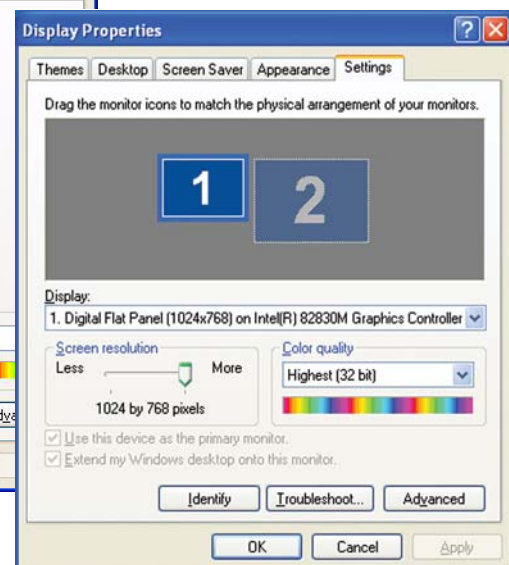 Display Properties
Themes Desktop Screen Saver Appearance Settings
Drag the monitor icons to match the physical arrangement of your monitors.
1 2
Display:
1. Digital Flat Panel (1024x768) on Intel(R) 82830M Graphics Controller
Screen resolution
Less More
1024 by 768 pixels
Color quality
Highest (32 bit)
Use this device as the primary monitor.
Extend my Windows desktop onto this monitor.
Identify Troubleshoot... Advanced
OK Cancel Apply